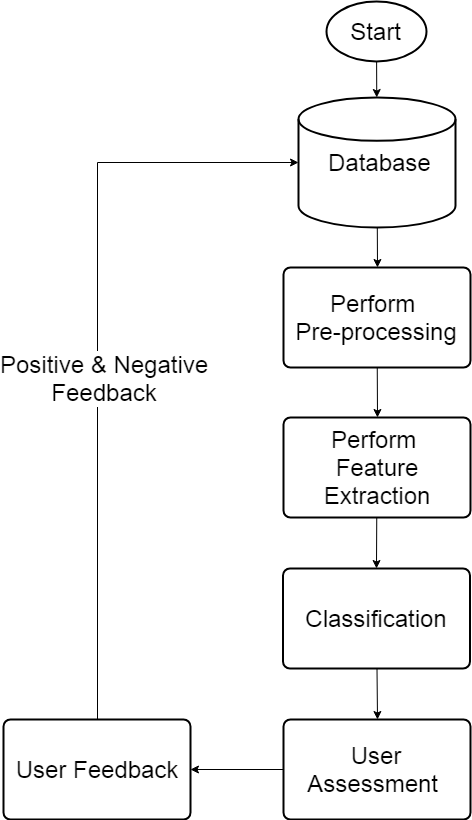 Start
Database
Perform
Pre-processing
Perform
Feature
Extraction
Classification
User
Assessment
User Feedback
Positive & Negative
Feedback